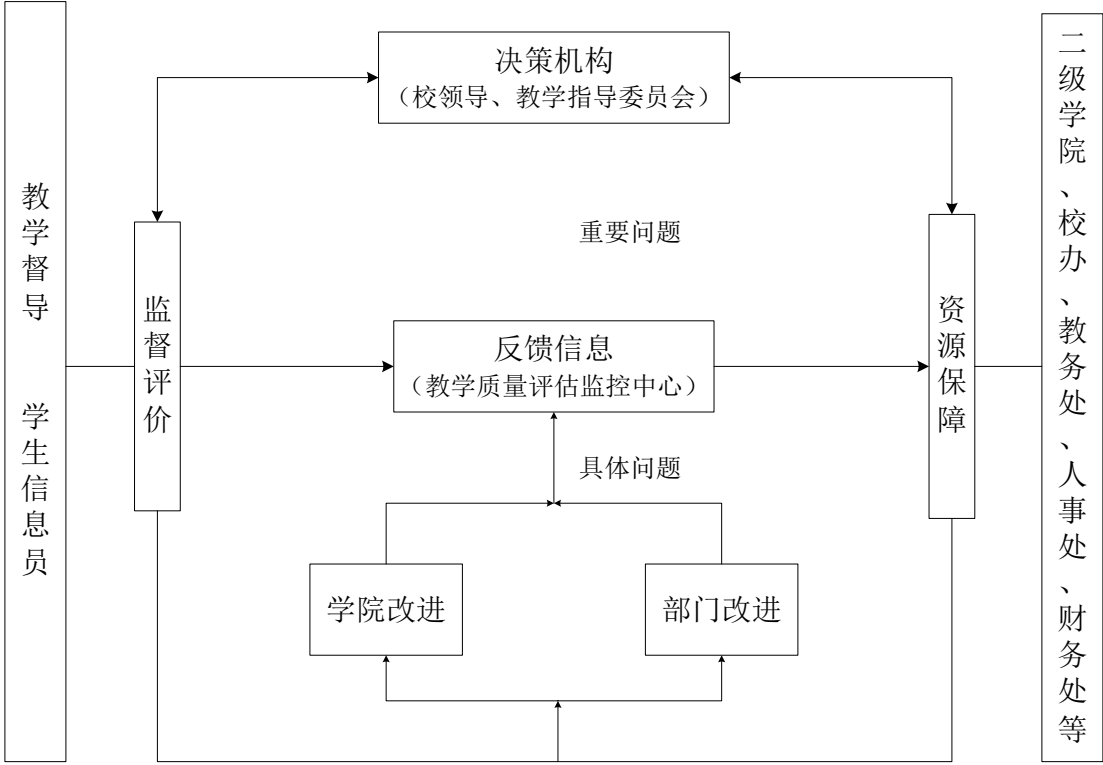 决策机构
（校领导、教学指导委员会）
教学督导
学生信息员
监督评价
重要问题
反馈信息
（教学质量评估监控中心）
资源保障
二级学院、校办、教务处、人事处、财务处等
具体问题
学院改进
部门改进